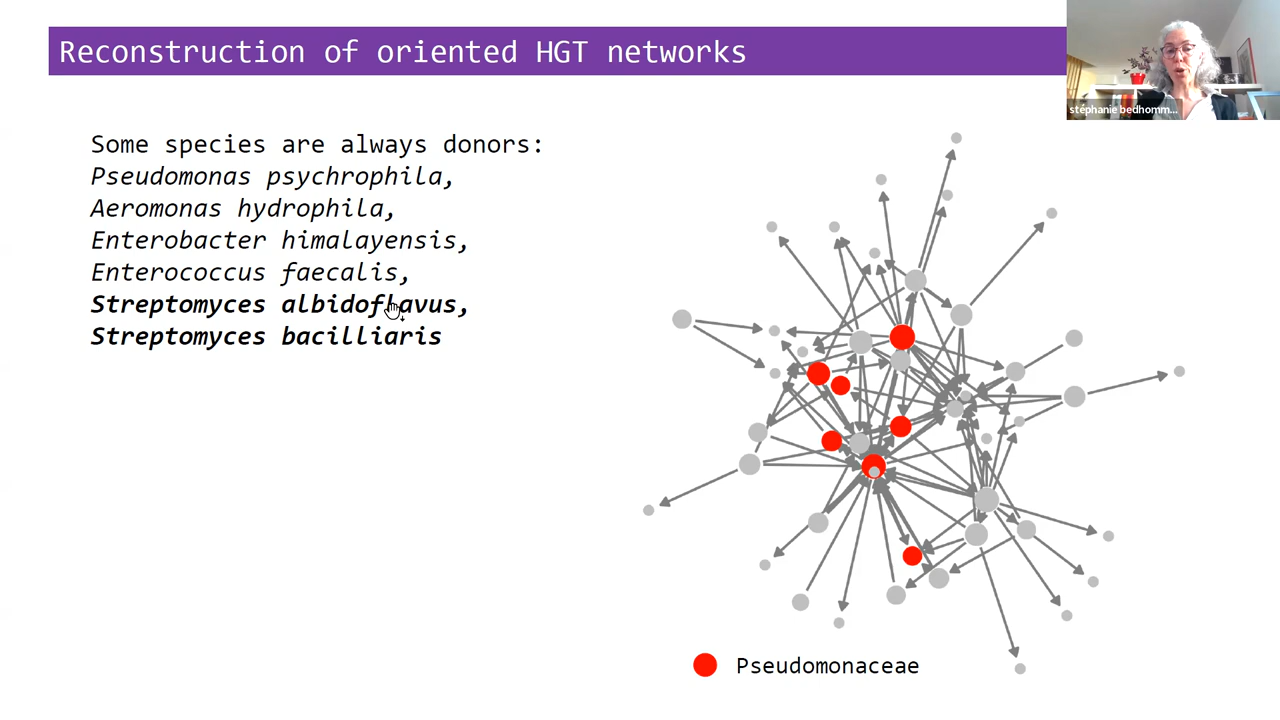 Reconstruction of oriented HGT networks
stéphanie bedhomm...
Some species are always donors:
Pseudomonas psychrophila,
Aeromonas hydrophila,
Enterobacter himalayensis,
Enterococcus faecalis,
Streptomyces albidoflavus,
Streptomyces bacilliaris
Pseudomonaceae